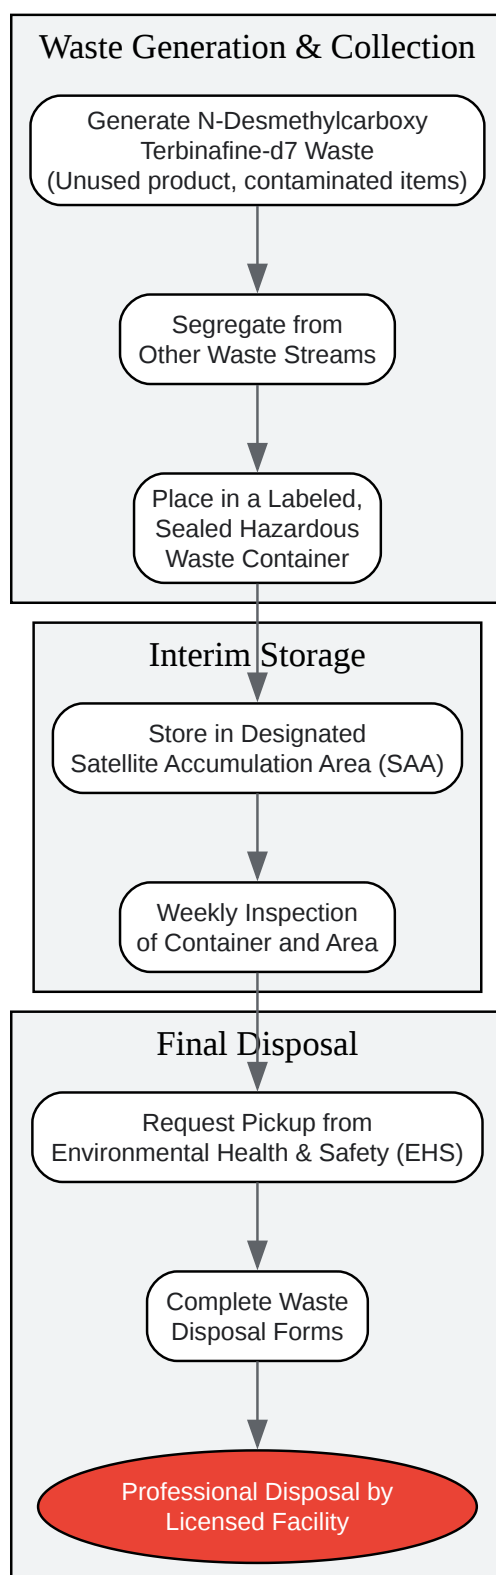 Waste Generation & Collection
Generate N-Desmethylcarboxy
Terbinafine-d7 Waste
(Unused product, contaminated items)
Segregate from
Other Waste Streams
Place in a Labeled,
Sealed Hazardous
Waste Container
Interim Storage
Store in Designated
Satellite Accumulation Area (SAA)
Weekly Inspection
of Container and Area
Final Disposal
Request Pickup from
Environmental Health & Safety (EHS)
Complete Waste
Disposal Forms
Professional Disposal by
Licensed Facility